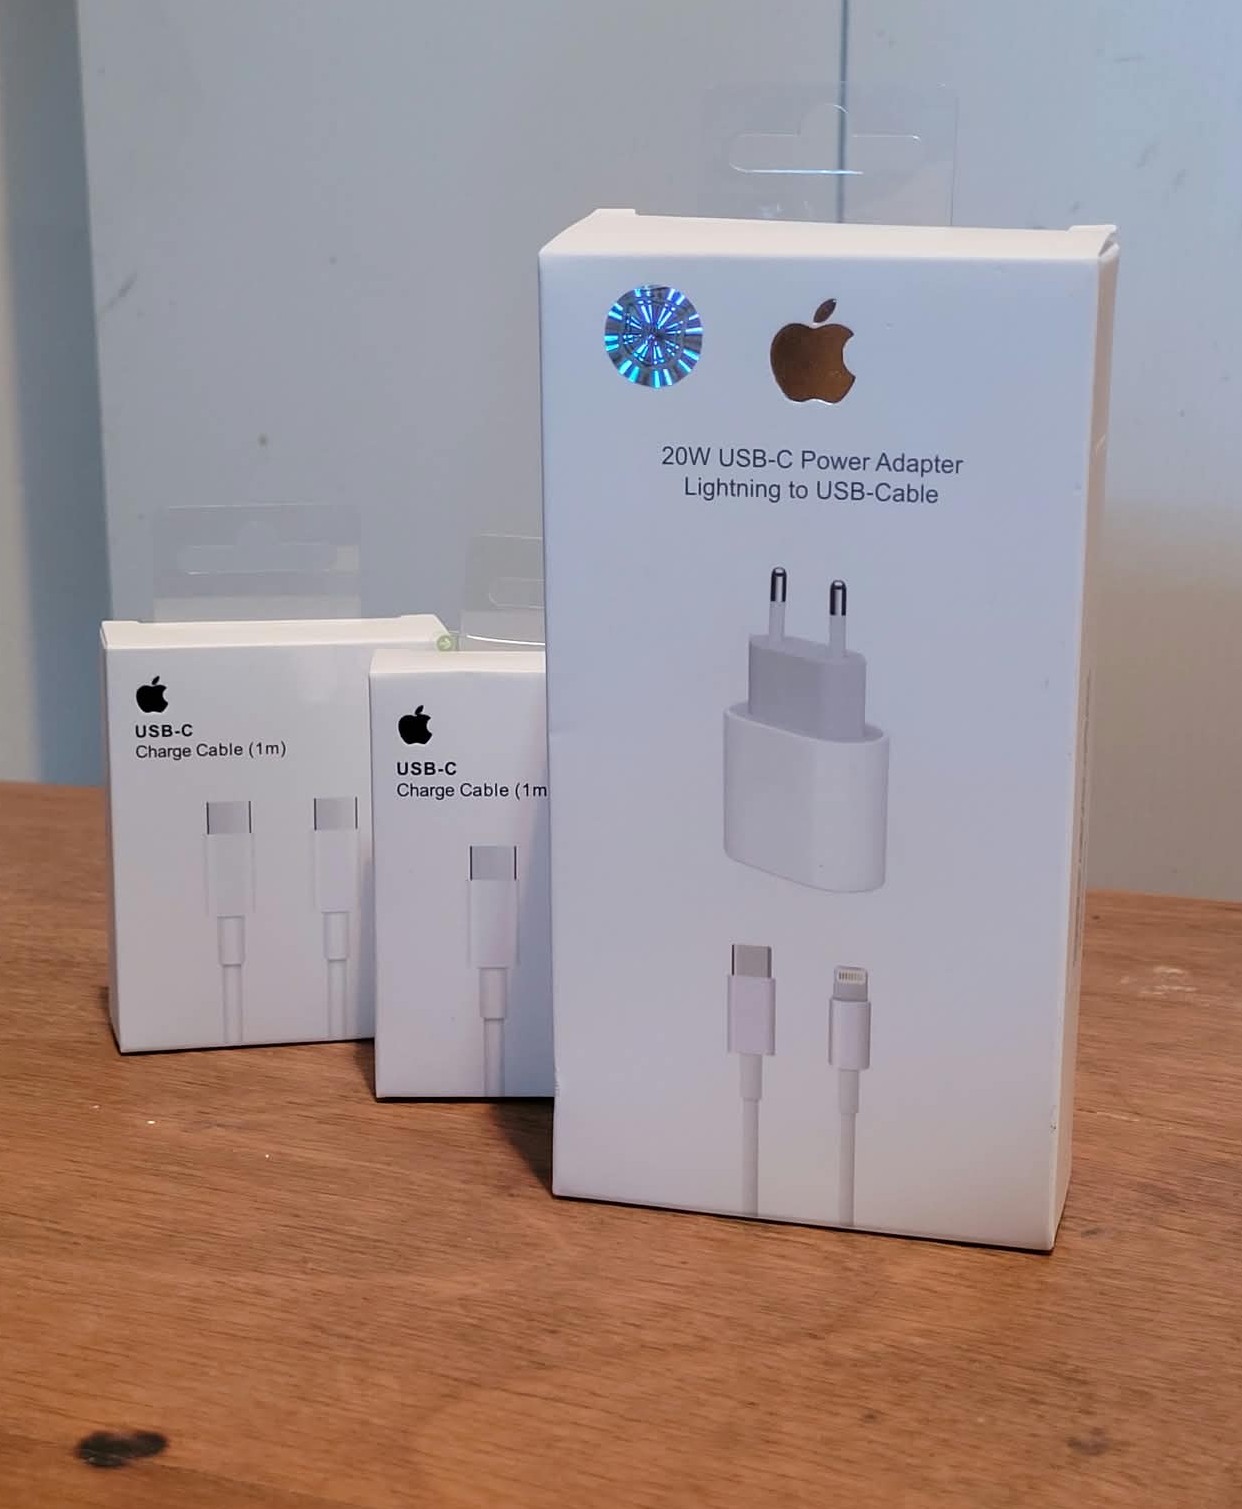 USB-C
Charge Cable (1m)
USB-C
Charge Cable (1m
20W USB-C Power Adapter
Lightning to USB-Cable